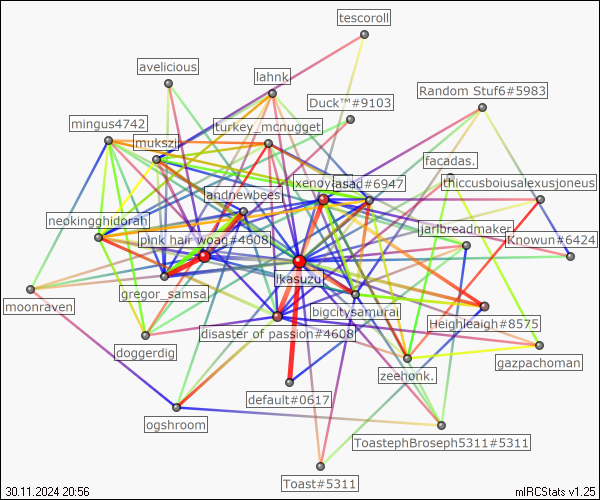 tescoroll
avelicious
lahnk
Random Stuf6#5983
Duck™#9103
mingus4742
turkey_mcnugget
mukszi
facadas.
xenoy
asad#6947
thiccusboiusalexusjoneus
andnewbees
neokingghidorah
jarlbreadmaker
pink hair woag#4608
Knowun#6424
ikasuzu
gregor_samsa.
moonraven
bigcitysamurai
Heighleaigh#8575
disaster of passion#4608
doggerdig
gazpachoman
zeehonk.
default#0617
ogshroom
ToastephBroseph5311#5311
Toast#5311
30.11.2024 20:56
mIRCStats v1.25